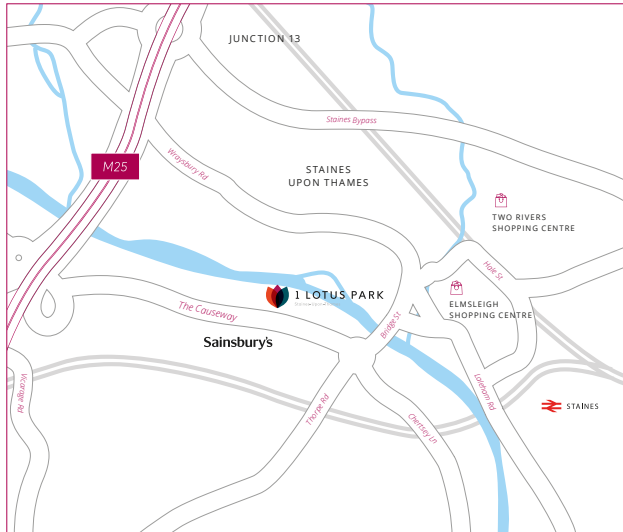 JUNCTION 13
Staines Bypass
M25
Wraysbury Rd
STAINES
UPON THAMES
TWO RIVERS
SHOPPING CENTRE
Hale St
1 LOTUS PARK
ELMSLEIGH
SHOPPING CENTRE
The Causeway
Bridge St
Sainsbury's
Vicarage Rd
Thorpe Rd
Chertsey Ln
Laleham Rd
STAINES